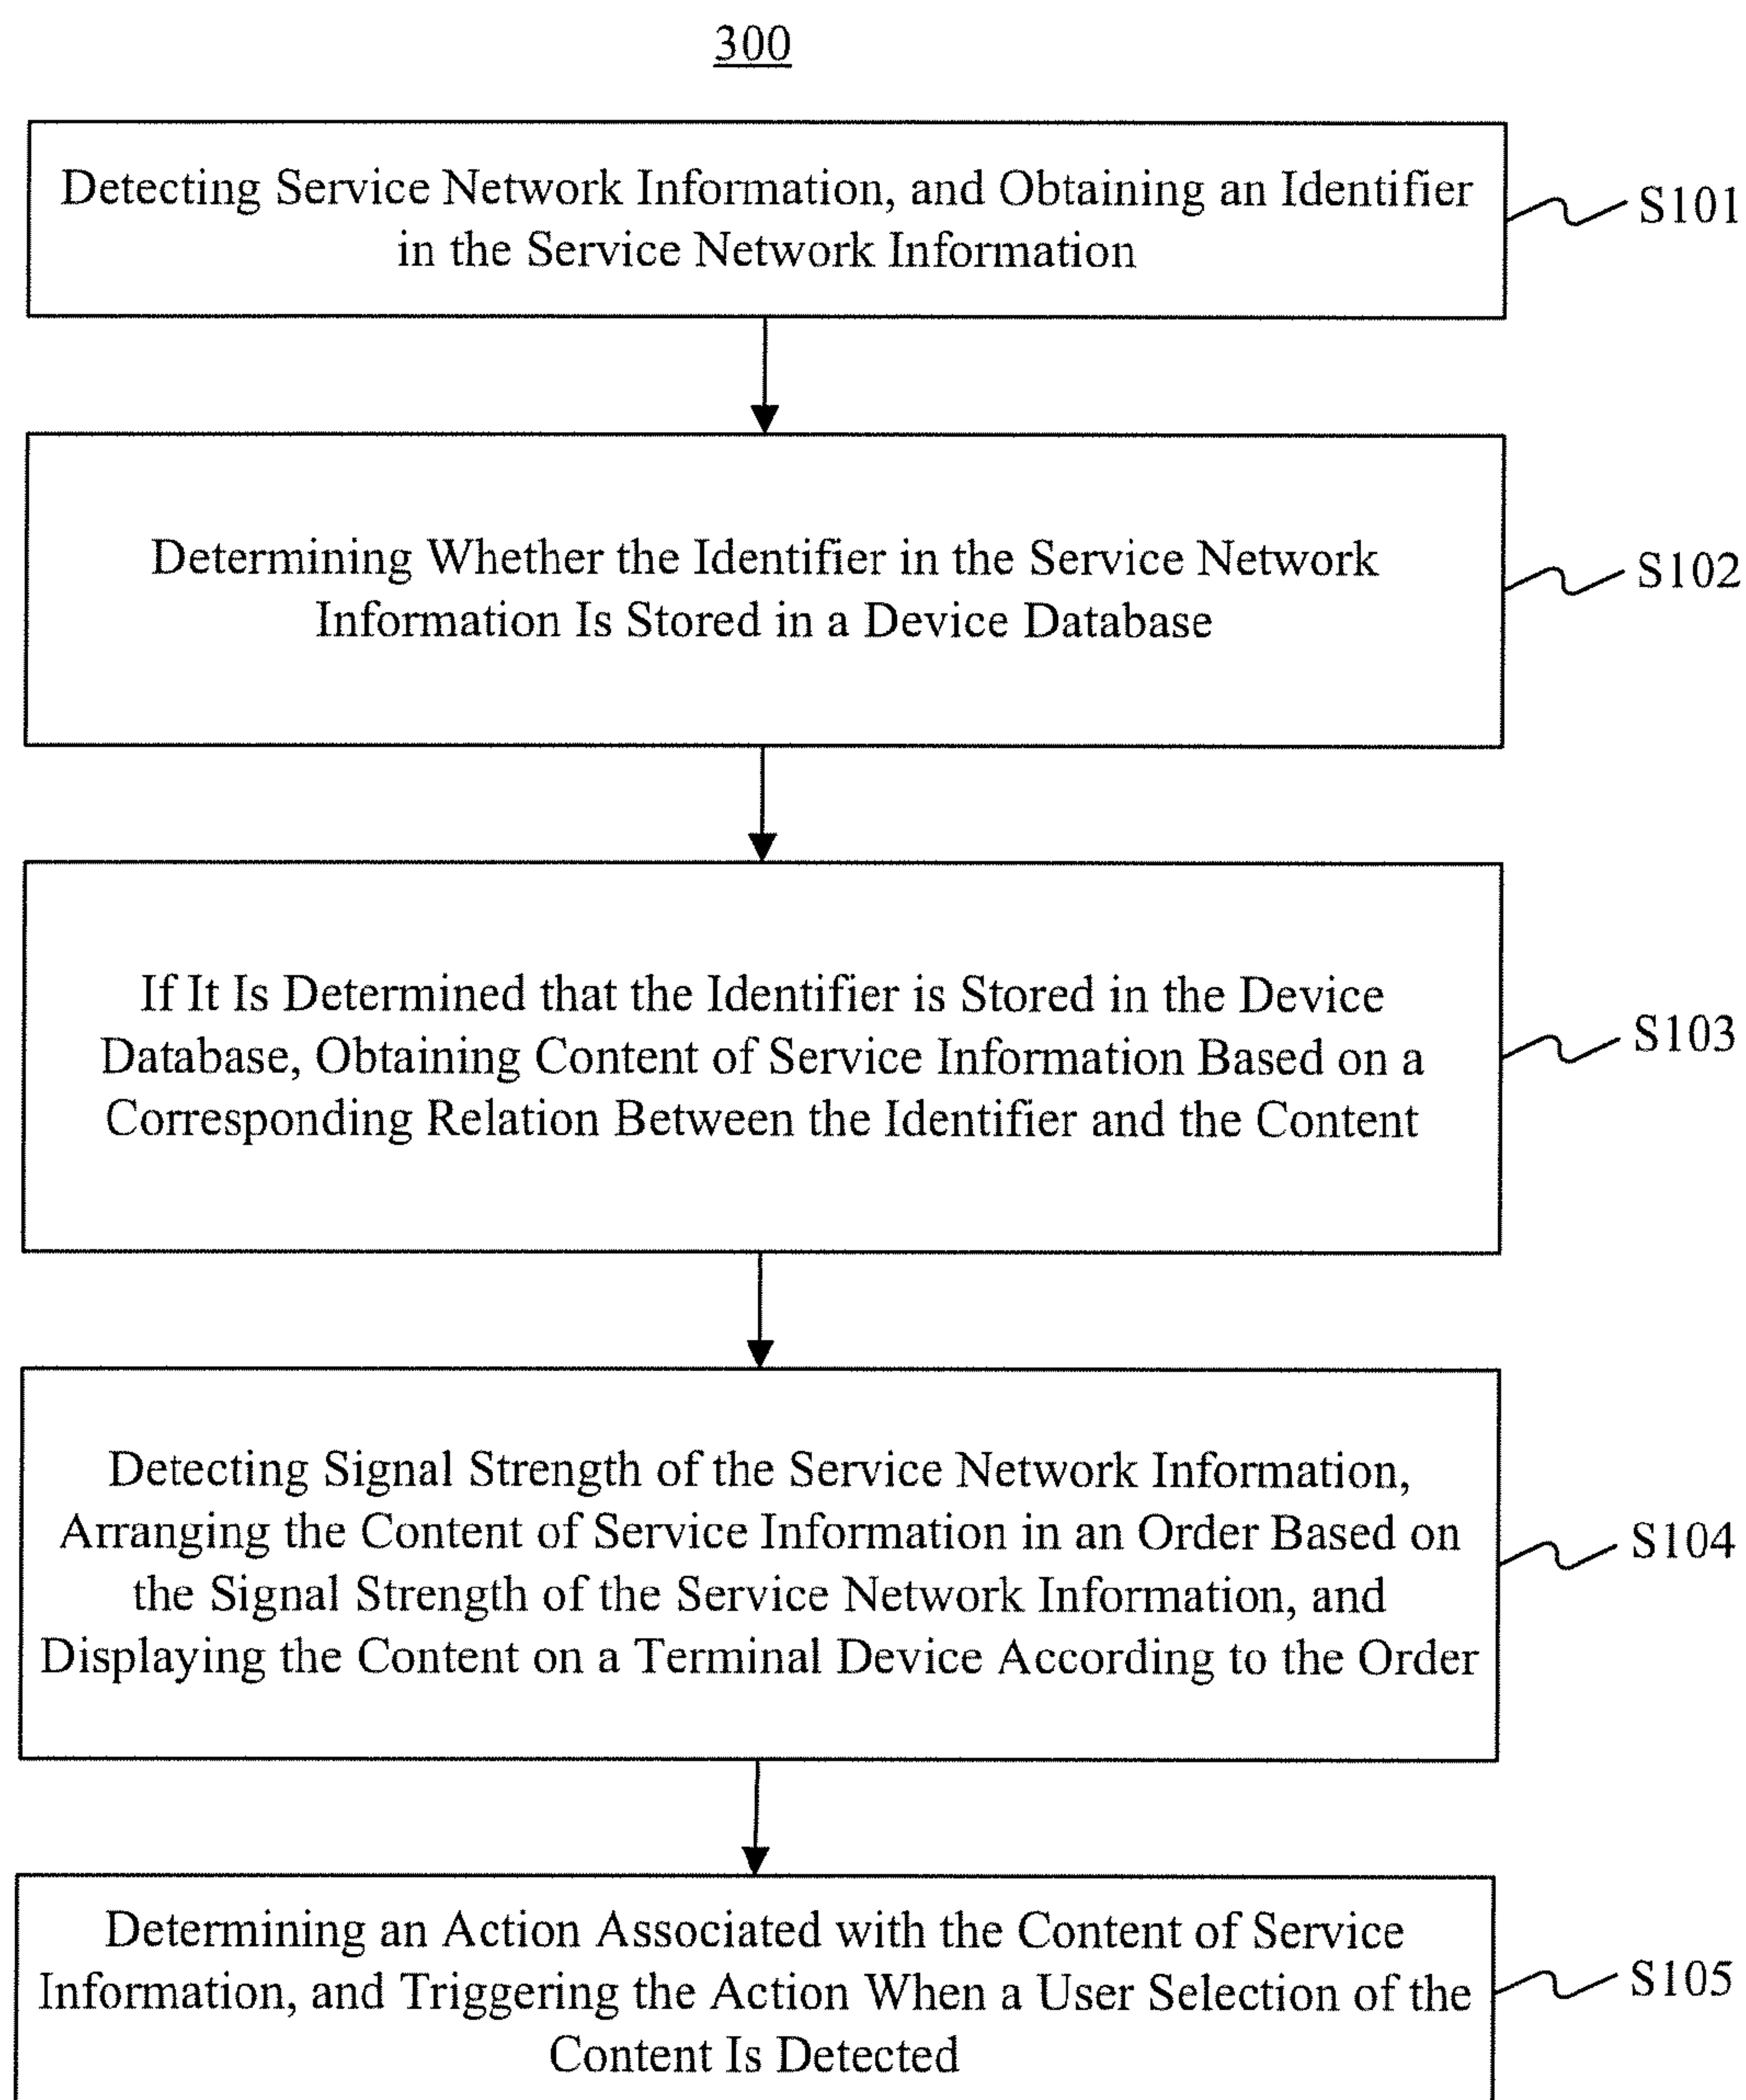 300
Detecting Service Network Information, and Obtaining an Identifier
in the Service Network Information
S101
Determining Whether the Identifier in the Service Network
Information Is Stored in a Device Database
S102
If It Is Determined that the Identifier is Stored in the Device
Database, Obtaining Content of Service Information Based on a
Corresponding Relation Between the Identifier and the Content
S103
Detecting Signal Strength of the Service Network Information,
Arranging the Content of Service Information in an Order Based on
the Signal Strength of the Service Network Information, and
Displaying the Content on a Terminal Device According to the Order
S104
Determining an Action Associated with the Content of Service
Information, and Triggering the Action When a User Selection of the
Content Is Detected
S105